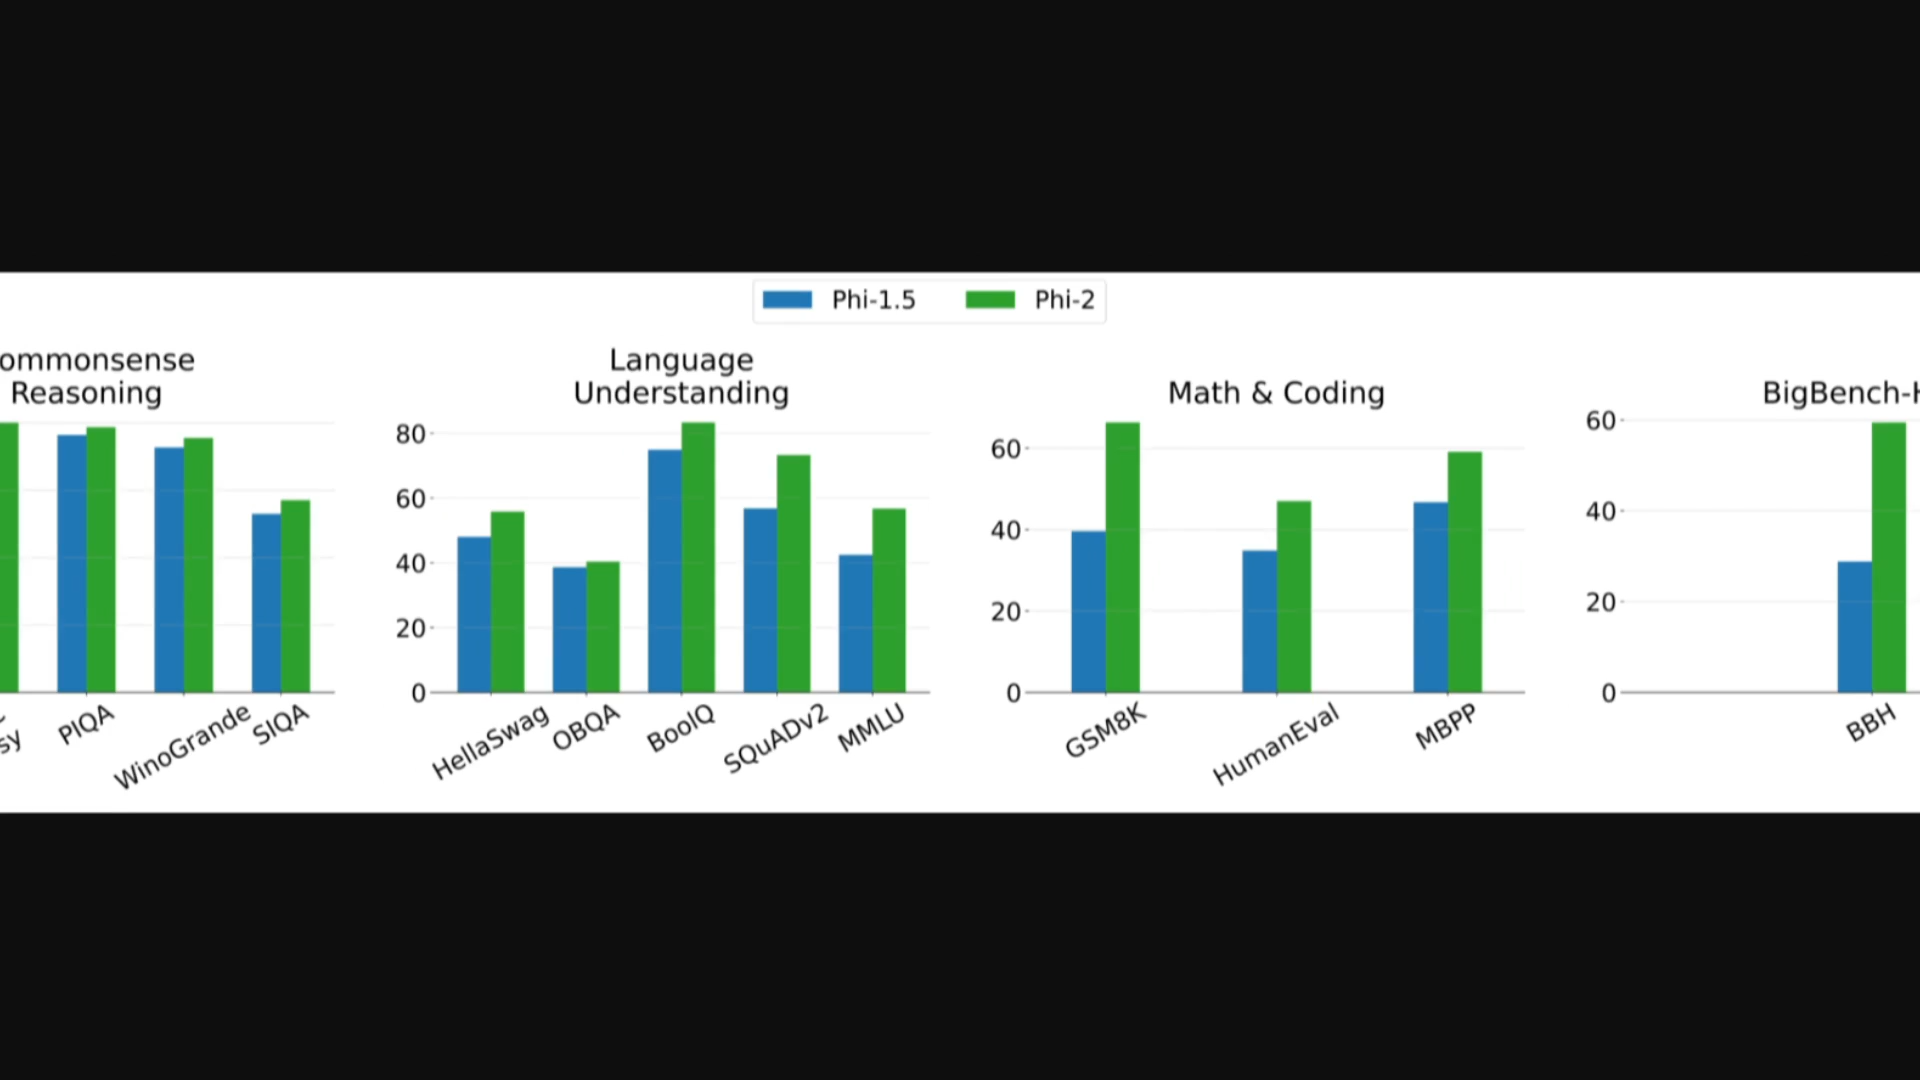 Phi-1.5
Phi-2
ommonsense
Reasoning
Language
Understanding
80
60
40
20
0
Math & Coding
60
40
20
0
BigBench-H
60
40
20
0
sy
PIQA
WinoGrande
SIQA
HellaSwag
OBQA
BoolQ
SQuADv2
MMLU
GSM8K
HumanEval
MBPP
BBH